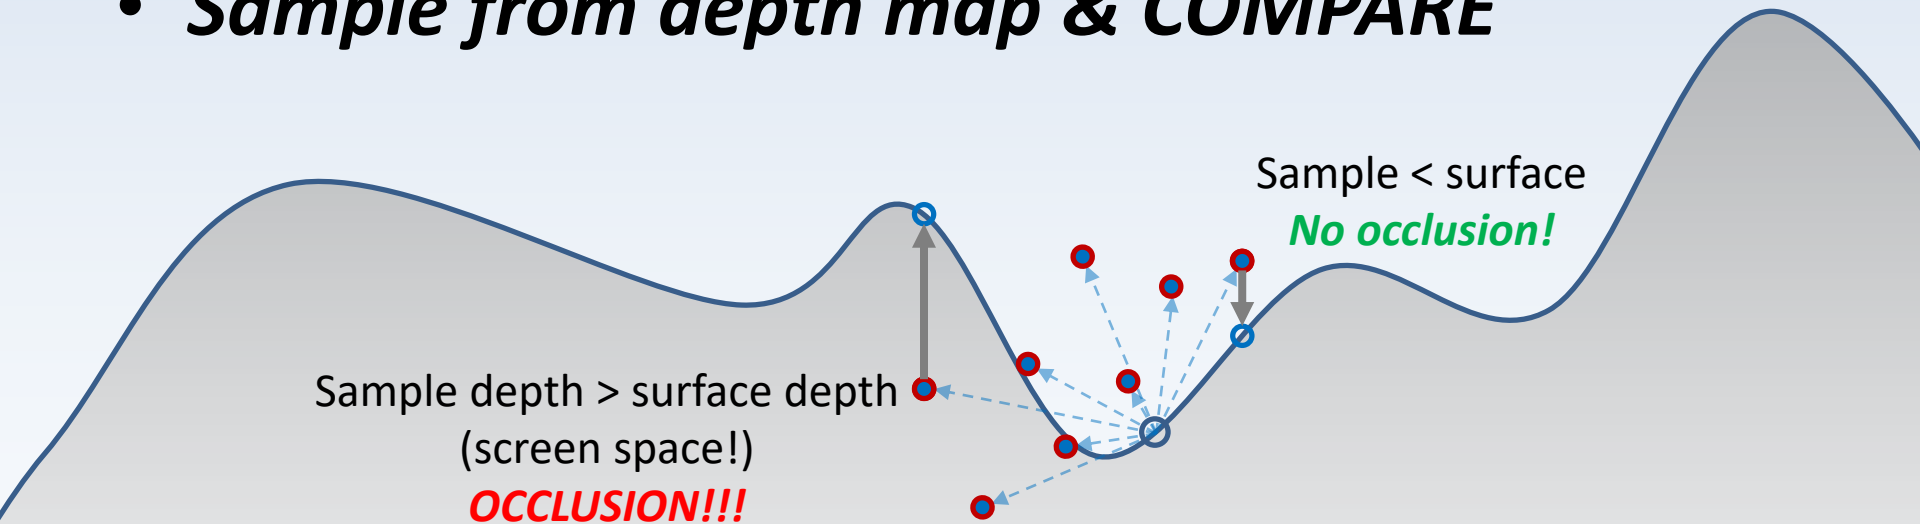 • Sample from depth map & COMPARE
Sample < surface
No occlusion!
Sample depth > surface depth
(screen space!)
OCCLUSION!!!